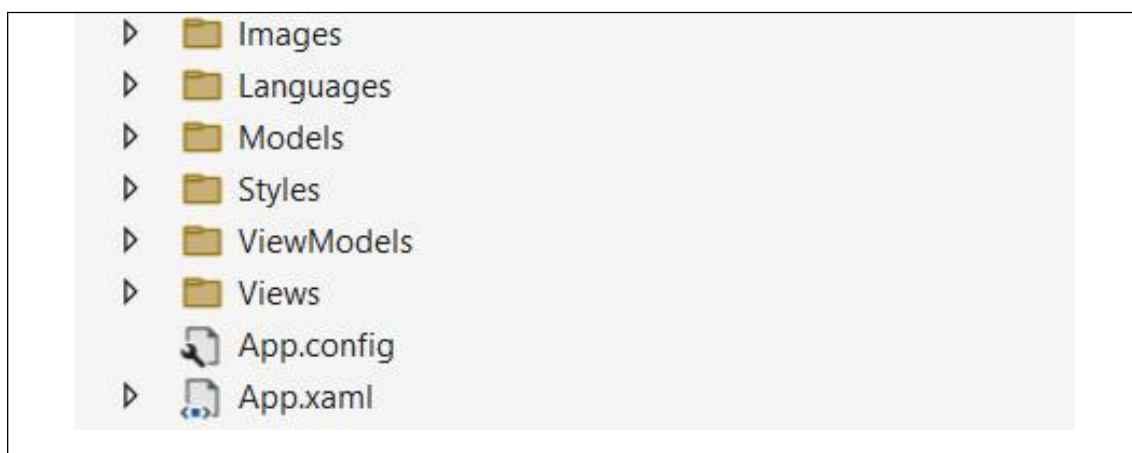 Images
Languages
Models
Styles
ViewModels
Views
App.config
App.xaml